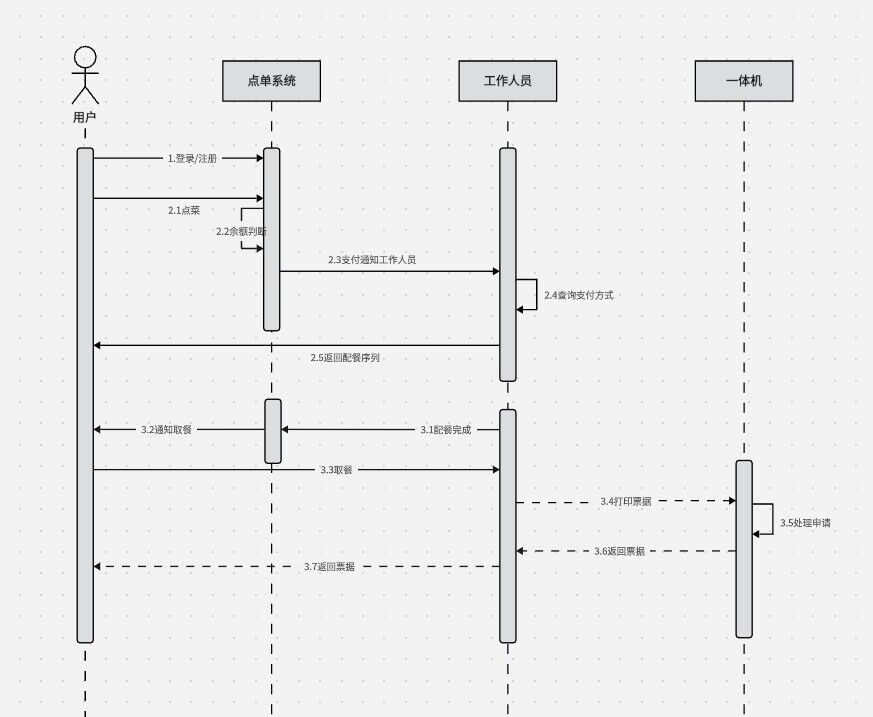 用户
点单系统
工作人员
一体机
1.登录/注册
2.1点菜
2.2余额判断
2.3支付通知工作人员
2.4查询支付方式
2.5返回配餐序列
3.2通知取餐
3.1配餐完成
3.3取餐
3.4打印票据
3.5处理申请
3.6返回票据
3.7返回票据